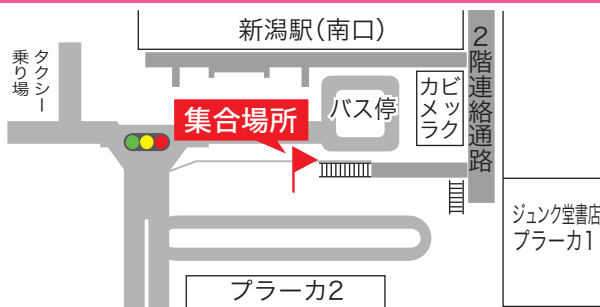 新潟駅(南口)
タクシー
乗り場
2階連絡通路
バス停
ビック
カメラ
集合場所
ジュンク堂書店
プラーカ1
プラーカ2